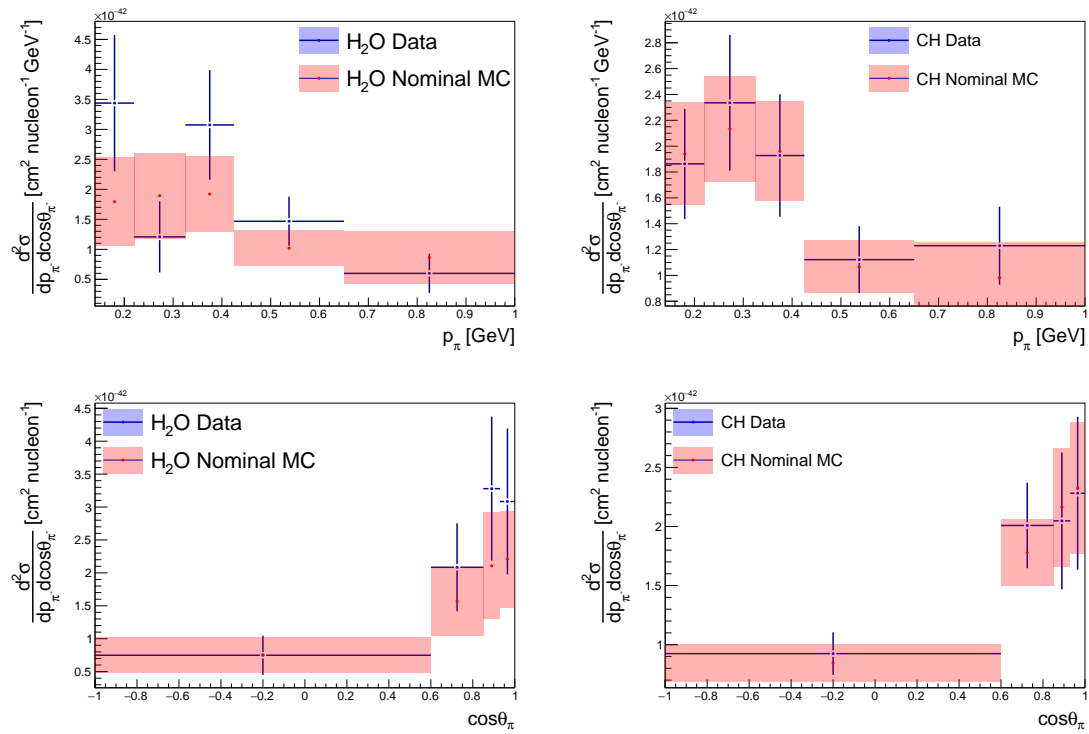 ×10⁻⁴²
d²σ/dp_π⁻ dcosθ_π⁻ [cm² nucleon⁻¹ GeV⁻¹]
4.5
4
3.5
3
2.5
2
1.5
1
0.5
H₂O Data
H₂O Nominal MC
0.2 0.3 0.4 0.5 0.6 0.7 0.8 0.9 1
p_π [GeV]
×10⁻⁴²
d²σ/dp_π⁻ dcosθ_π⁻ [cm² nucleon⁻¹ GeV⁻¹]
3
2.8
2.6
2.4
2.2
2
1.8
1.6
1.4
1.2
1
0.8
CH Data
CH Nominal MC
0.2 0.3 0.4 0.5 0.6 0.7 0.8 0.9 1
p_π [GeV]
×10⁻⁴²
d²σ/dp_π⁻ dcosθ_π⁻ [cm² nucleon⁻¹]
4.5
4
3.5
3
2.5
2
1.5
1
0.5
H₂O Data
H₂O Nominal MC
−1 −0.8 −0.6 −0.4 −0.2 0 0.2 0.4 0.6 0.8 1
cosθ_π
×10⁻⁴²
d²σ/dp_π⁻ dcosθ_π⁻ [cm² nucleon⁻¹]
3
2.5
2
1.5
1
CH Data
CH Nominal MC
−1 −0.8 −0.6 −0.4 −0.2 0 0.2 0.4 0.6 0.8 1
cosθ_π